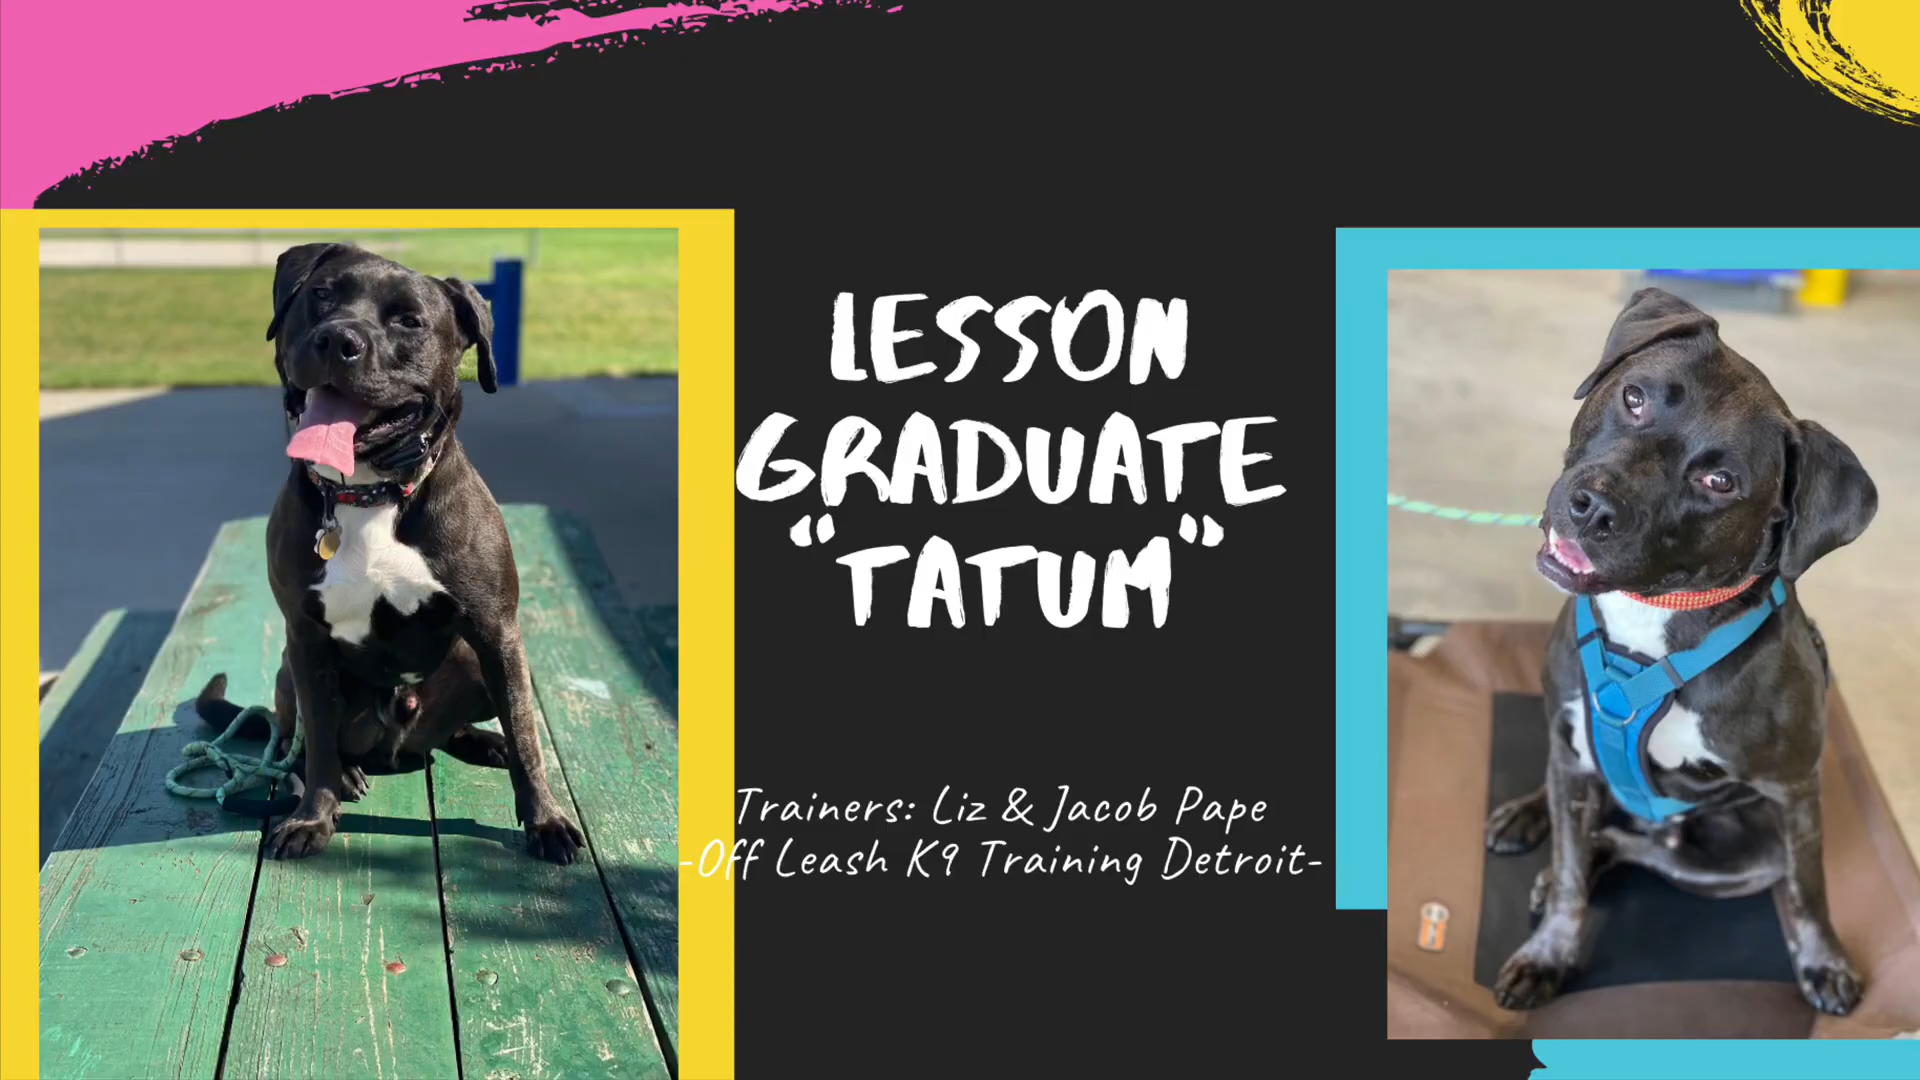 LESSON
GRADUATE
“TATUM”
Trainers: Liz & Jacob Pape
-Off Leash K9 Training Detroit-